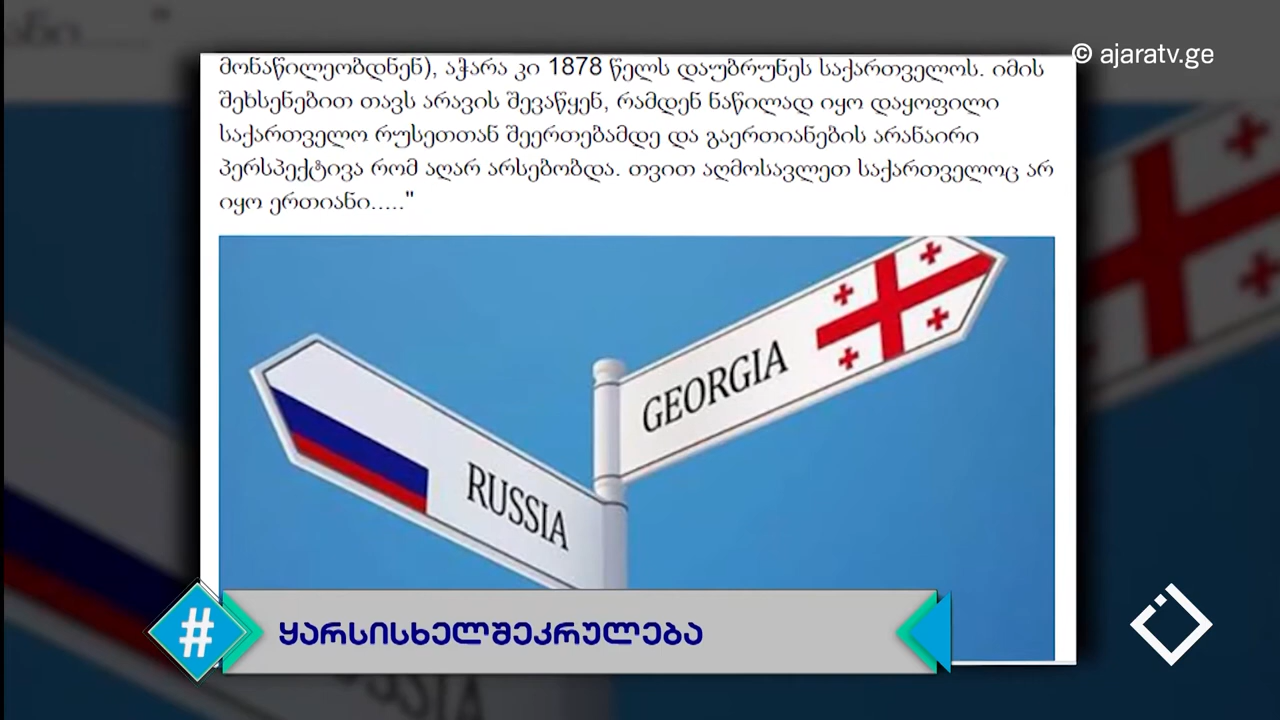 © ajaratv.ge
მონაწილეობდნენ), აჭარა კი 1878 წელს დაუბრუნეს საქართველოს. იმის
შეხსენებით თავს არავის შევაწყენ, რამდენ ნაწილად იყო დაყოფილი
საქართველო რუსეთთან შეერთებამდე და გაერთიანების არანაირი
პერსპექტივა რომ აღარ არსებობდა. თვით აღმოსავლეთ საქართველოც არ
იყო ერთიანი....."
GEORGIA
RUSSIA
# ყარსისხელშეკრულება